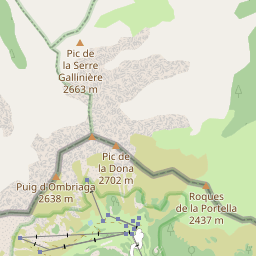 Pic de
la Serre
Gallinière
2663 m
Pic de
la Dona
2702 m
Puig d'Ombriaga
2638 m
Roques
de la Portella
2437 m